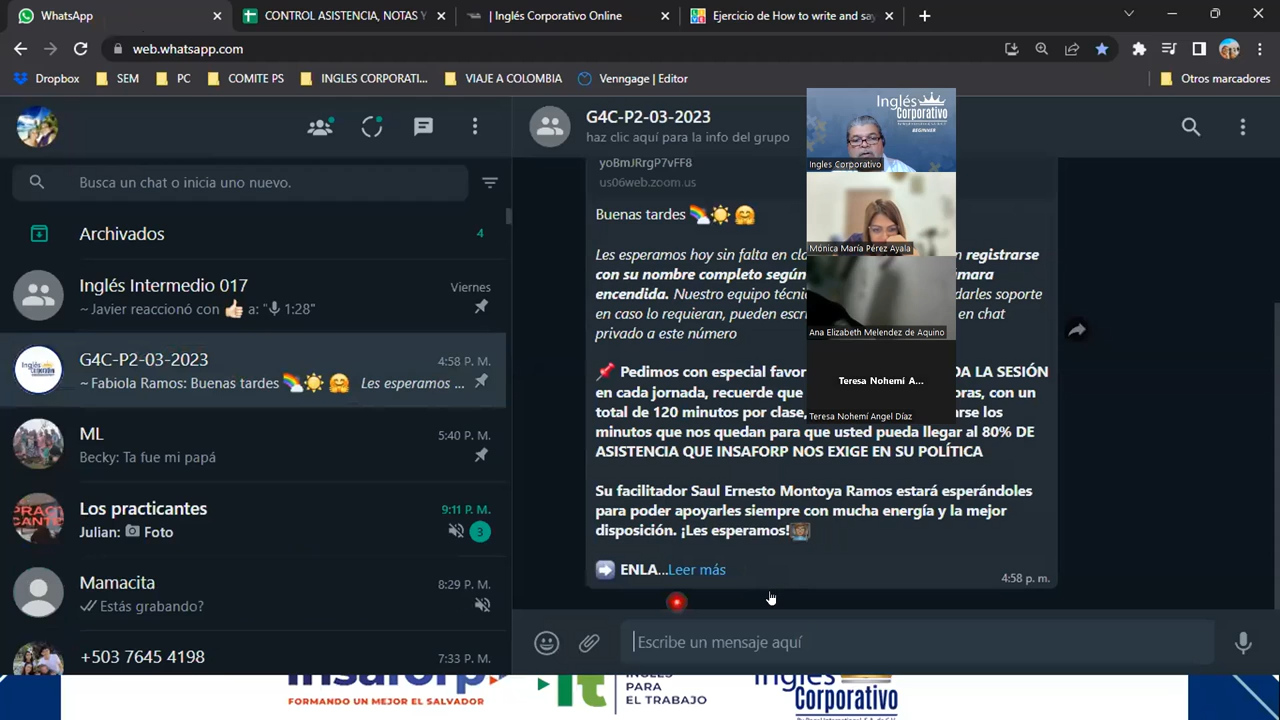 WhatsApp
CONTROL ASISTENCIA, NOTAS Y
| Inglés Corporativo Online
Ejercicio de How to write and say
web.whatsapp.com
Dropbox
SEM
PC
COMITE PS
INGLES CORPORATI...
VIAJE A COLOMBIA
Venngage | Editor
Otros marcadores
Busca un chat o inicia uno nuevo.
Archivados
4
Inglés Intermedio 017
Viernes
~ Javier reaccionó con 👍🏻 a: "🎙 1:28"
G4C-P2-03-2023
4:58 P. M.
~ Fabiola Ramos: Buenas tardes 🌈☀️🤗 Les esperamos ...
ML
5:40 P. M.
Becky: Ta fue mi papá
Los practicantes
9:11 P. M.
Julian: Foto
3
Mamacita
8:29 P. M.
Estás grabando?
+503 7645 4198
7:33 P. M.
G4C-P2-03-2023
haz clic aquí para la info del grupo
yoBmJRrgP7vFF8
us06web.zoom.us
Buenas tardes 🌈☀️🤗
Les esperamos hoy sin falta en cl registrarse
con su nombre completo según mara
encendida. Nuestro equipo técni darles soporte
en caso lo requieran, pueden escri en chat
privado a este número
📌 Pedimos con especial favor DA LA SESIÓN
en cada jornada, recuerde que oras, con un
total de 120 minutos por clase, arse los
minutos que nos quedan para que usted pueda llegar al 80% DE
ASISTENCIA QUE INSAFORP NOS EXIGE EN SU POLÍTICA
Su facilitador Saul Ernesto Montoya Ramos estará esperándoles
para poder apoyarles siempre con mucha energía y la mejor
disposición. ¡Les esperamos!
➡️ ENLA...Leer más
4:58 p. m.
Escribe un mensaje aquí
Inglés
Corporativo
BEGINNER
Ingles Corporativo
Mónica María Pérez Ayala
Ana Elizabeth Melendez de Aquino
Teresa Nohemí A...
Teresa Nohemí Angel Díaz
insaforp
FORMANDO UN MEJOR EL SALVADOR
it
INGLÉS
PARA
EL TRABAJO
Inglés
Corporativo